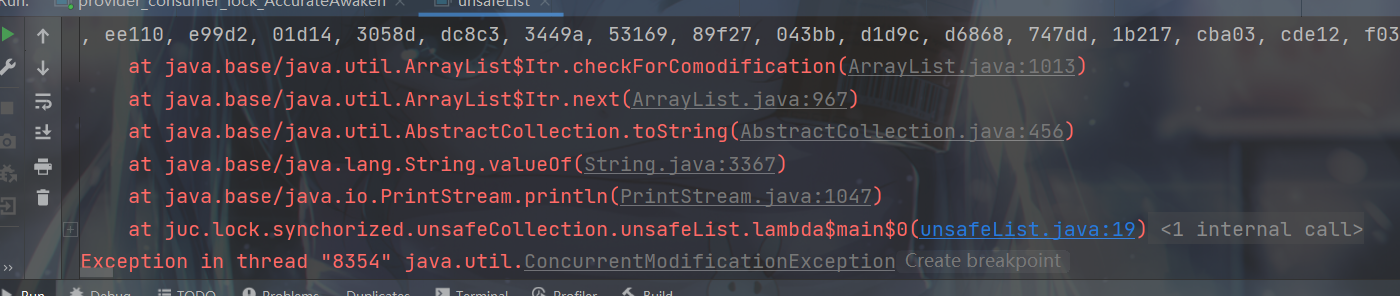 Run: provider_consumer_lock_AccurateAwaken × unsafeList ×
, ee110, e99d2, 01d14, 3058d, dc8c3, 3449a, 53169, 89f27, 043bb, d1d9c, d6868, 747dd, 1b217, cba03, cde12, f03
at java.base/java.util.ArrayList$Itr.checkForComodification(ArrayList.java:1013)
at java.base/java.util.ArrayList$Itr.next(ArrayList.java:967)
at java.base/java.util.AbstractCollection.toString(AbstractCollection.java:456)
at java.base/java.lang.String.valueOf(String.java:3367)
at java.base/java.io.PrintStream.println(PrintStream.java:1047)
at juc.lock.synchorized.unsafeCollection.unsafeList.lambda$main$0(unsafeList.java:19) <1 internal call>
Exception in thread "8354" java.util.ConcurrentModificationException Create breakpoint
Run Debug TODO Problems Duplicates Terminal Profiler Build